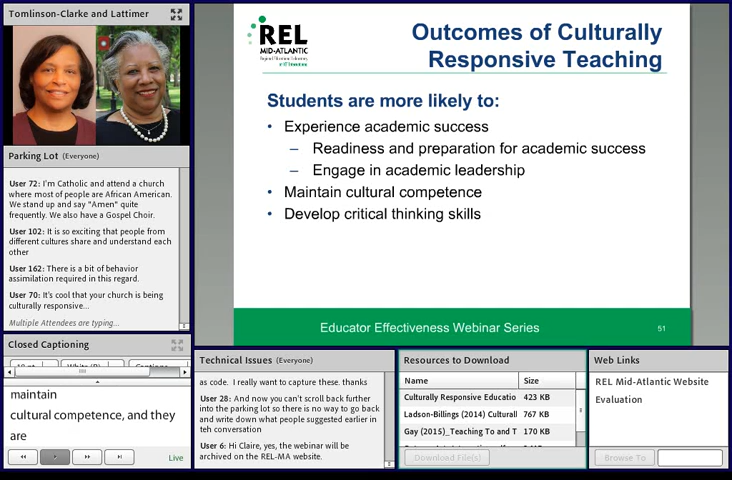 Tomlinson-Clarke and Lattimer
Parking Lot (Everyone)
User 72: I'm Catholic and attend a church
where most of people are African American.
We stand up and say "Amen" quite
frequently. We also have a Gospel Choir.
User 102: It is so exciting that people from
different cultures share and understand each
other
User 162: There is a bit of behavior
assimilation required in this regard.
User 70: It's cool that your church is being
culturally responsive...
Multiple Attendees are typing...
Closed Captioning
maintain
cultural competence, and they
are
Live
REL
MID-ATLANTIC
Outcomes of Culturally
Responsive Teaching
Students are more likely to:
• Experience academic success
– Readiness and preparation for academic success
– Engage in academic leadership
• Maintain cultural competence
• Develop critical thinking skills
Educator Effectiveness Webinar Series
51
Technical Issues (Everyone)
as code. I really want to capture these. thanks
User 28: And now you can't scroll back further
into the parking lot so there is no way to go back
and write down what people suggested earlier in
teh conversation
User 6: Hi Claire, yes, the webinar will be
archived on the REL-MA website.
Resources to Download
Name Size
Culturally Responsive Educatio 423 KB
Ladson-Billings (2014) Culturall 767 KB
Gay (2015)_Teaching To and T 170 KB
Download File(s)
Web Links
REL Mid-Atlantic Website
Evaluation
Browse To